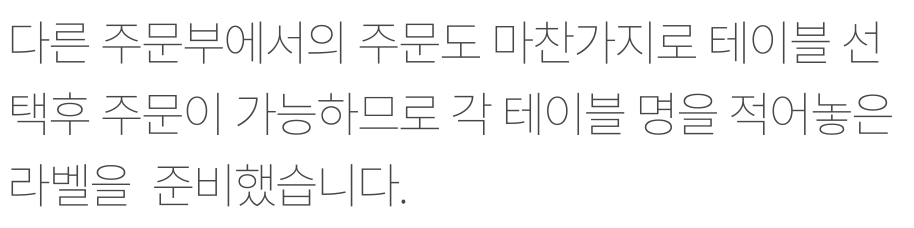 다른 주문부에서의 주문도 마찬가지로 테이블 선
택후 주문이 가능하므로 각 테이블 명을 적어놓은
라벨을 준비했습니다.